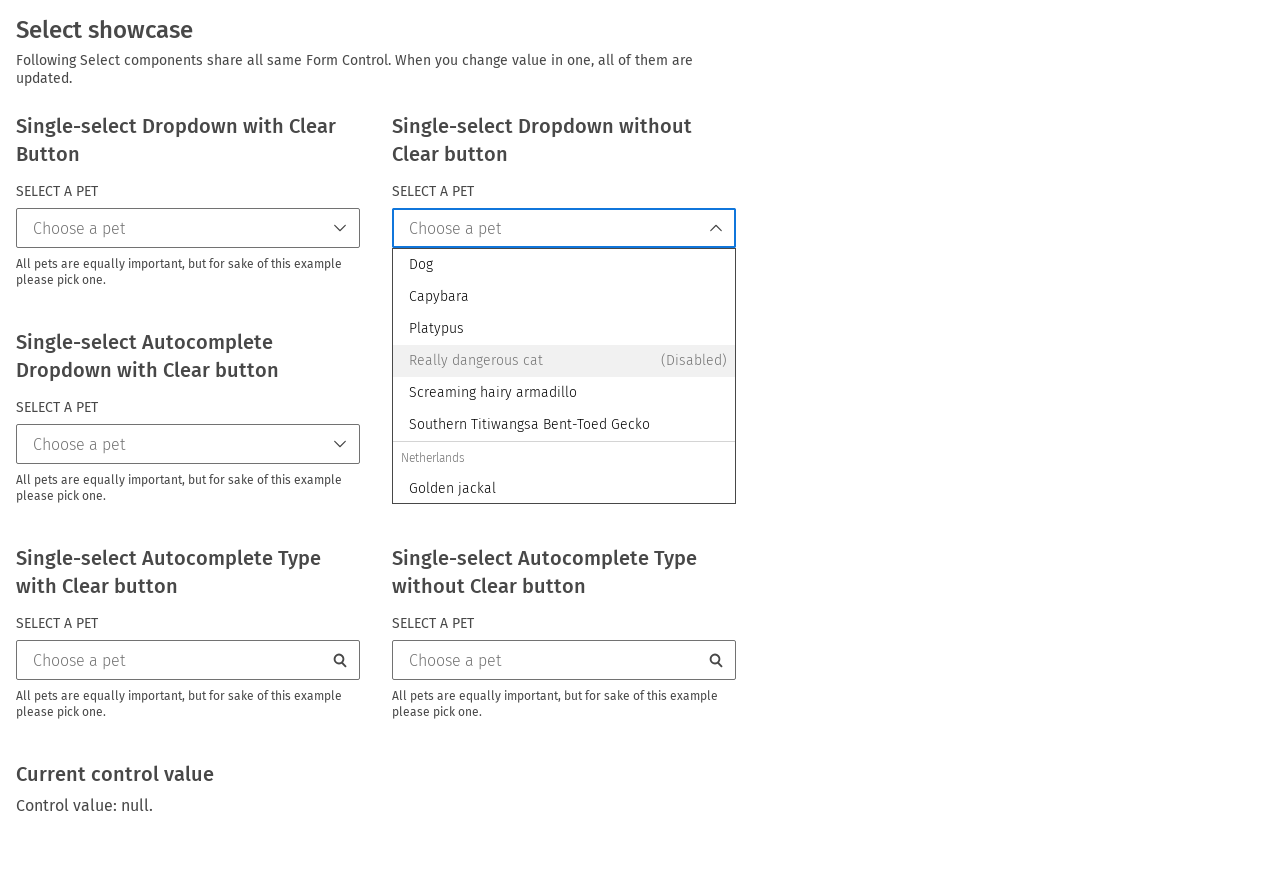 Select showcase
Following Select components share all same Form Control. When you change value in one, all of them are
updated.
Single-select Dropdown with Clear
Button
SELECT A PET
Choose a pet
All pets are equally important, but for sake of this example
please pick one.
Single-select Dropdown without
Clear button
SELECT A PET
Choose a pet
Dog
Capybara
Platypus
Really dangerous cat (Disabled)
Screaming hairy armadillo
Southern Titiwangsa Bent-Toed Gecko
Netherlands
Golden jackal
Single-select Autocomplete
Dropdown with Clear button
SELECT A PET
Choose a pet
All pets are equally important, but for sake of this example
please pick one.
Single-select Autocomplete Type
with Clear button
SELECT A PET
Choose a pet
All pets are equally important, but for sake of this example
please pick one.
Single-select Autocomplete Type
without Clear button
SELECT A PET
Choose a pet
All pets are equally important, but for sake of this example
please pick one.
Current control value
Control value: null.